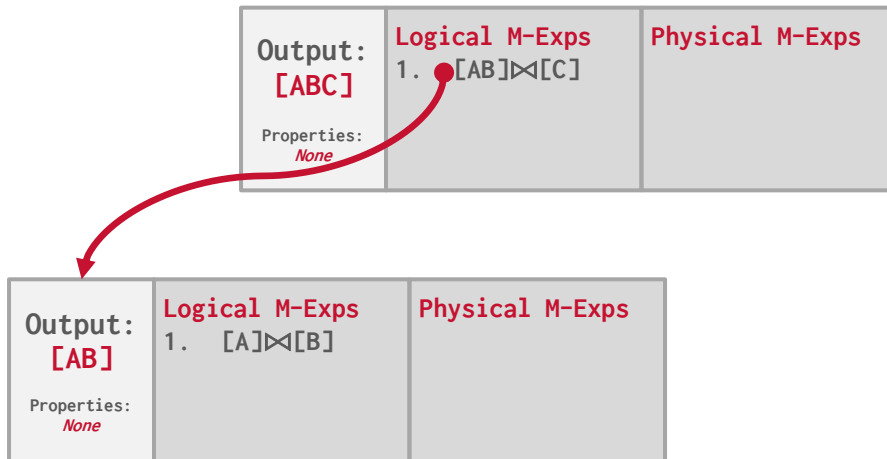 Output:
[ABC]
Properties:
None
Logical M-Exps
1. [AB]⋈[C]
Physical M-Exps
Output:
[AB]
Properties:
None
Logical M-Exps
1. [A]⋈[B]
Physical M-Exps